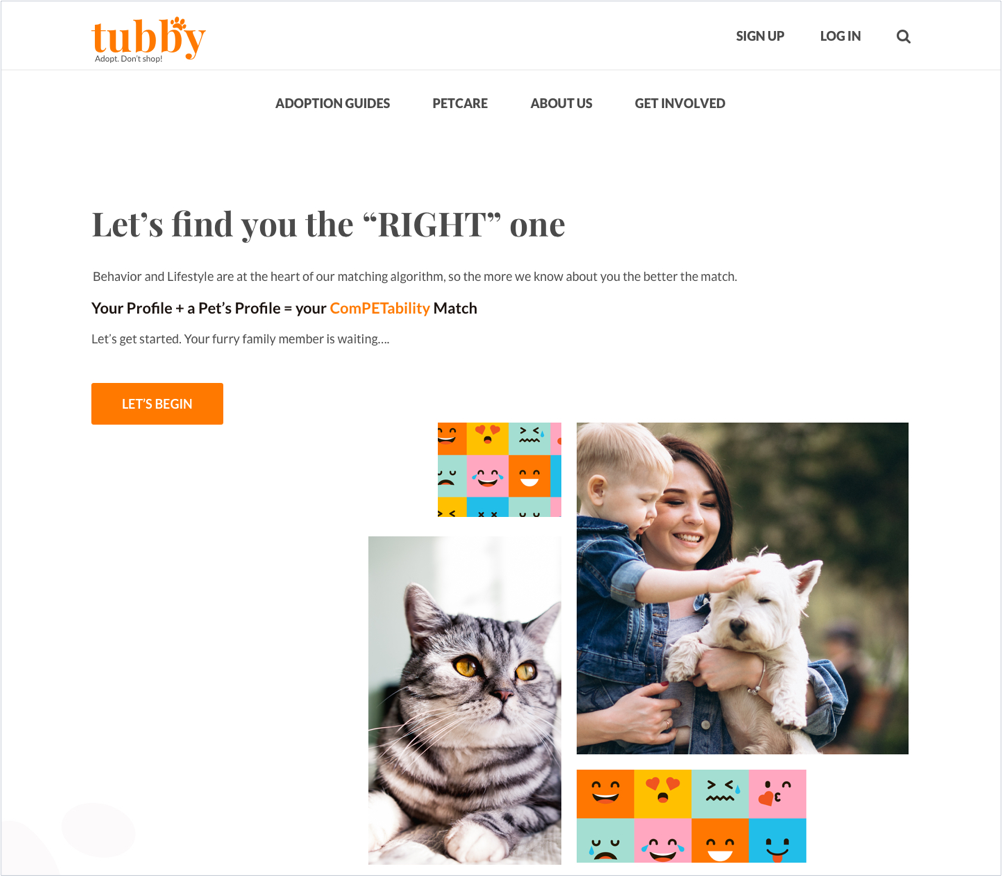 tubby
Adopt. Don't shop!
SIGN UP
LOG IN
ADOPTION GUIDES
PETCARE
ABOUT US
GET INVOLVED
Let’s find you the “RIGHT” one
Behavior and Lifestyle are at the heart of our matching algorithm, so the more we know about you the better the match.
Your Profile + a Pet’s Profile = your ComPETability Match
Let’s get started. Your furry family member is waiting....
LET’S BEGIN